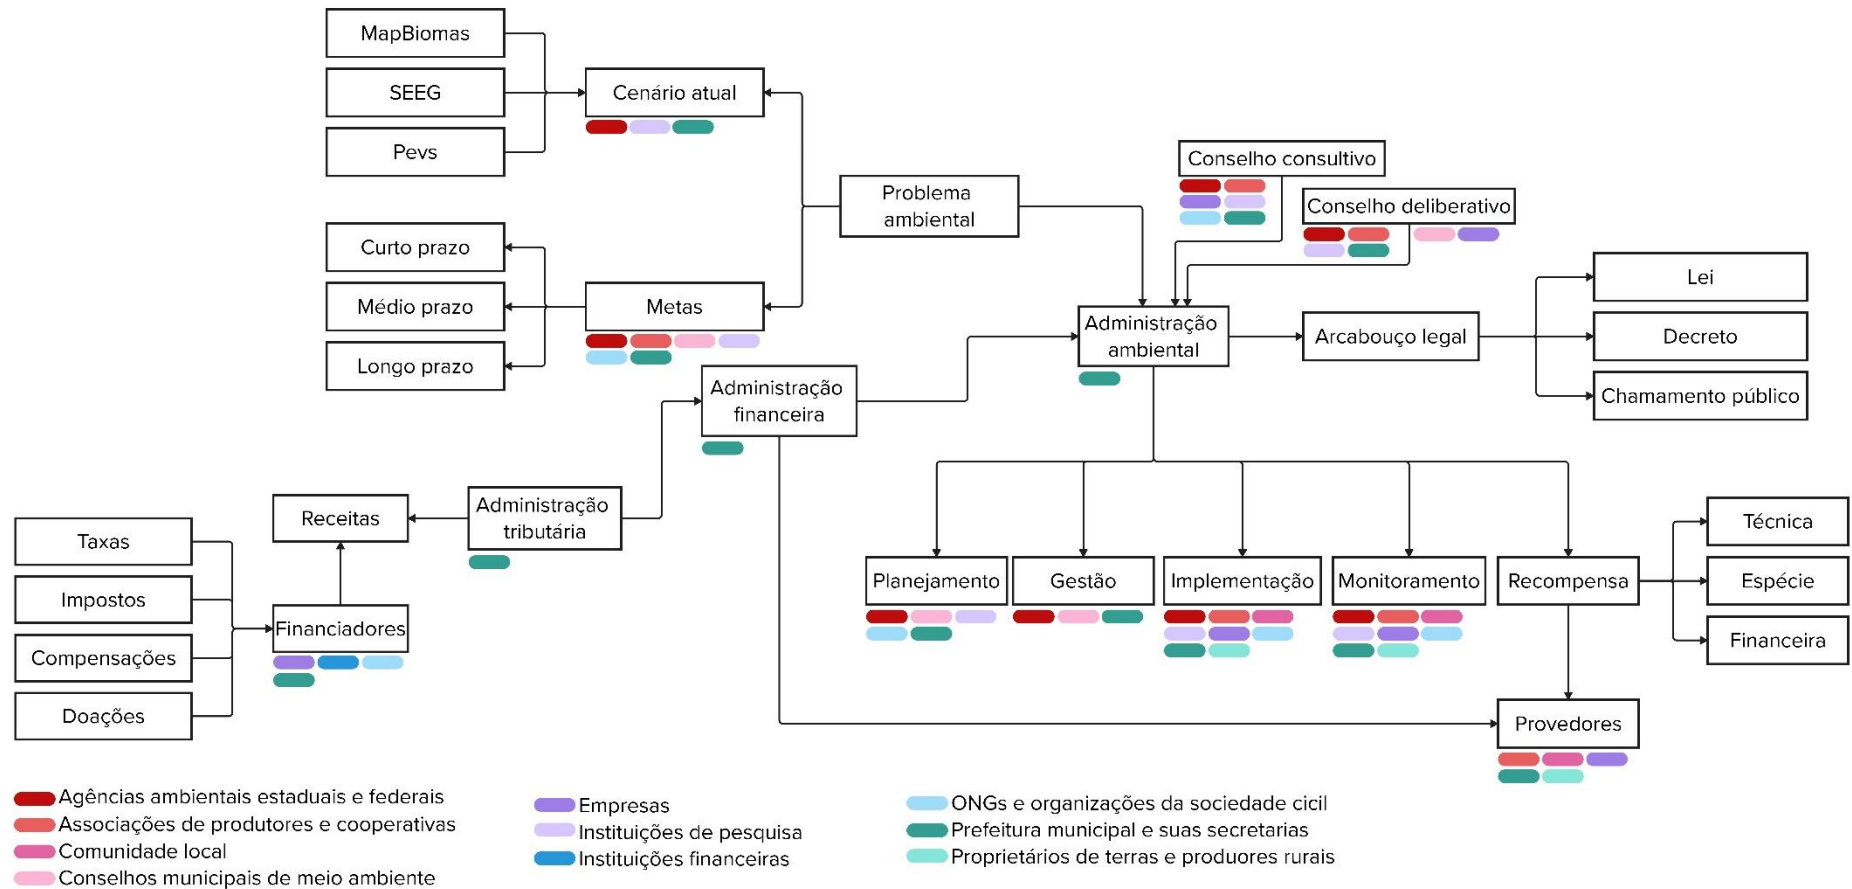 MapBiomas
SEEG
Pevs
Cenário atual
Curto prazo
Médio prazo
Longo prazo
Metas
Problema
ambiental
Conselho consultivo
Conselho deliberativo
Administração
ambiental
Arcabouço legal
Lei
Decreto
Chamamento público
Administração
financeira
Administração
tributária
Receitas
Financiadores
Taxas
Impostos
Compensações
Doações
Planejamento
Gestão
Implementação
Monitoramento
Recompensa
Técnica
Espécie
Financeira
Provedores
Agências ambientais estaduais e federais
Associações de produtores e cooperativas
Comunidade local
Conselhos municipais de meio ambiente
Empresas
Instituições de pesquisa
Instituições financeiras
ONGs e organizações da sociedade cicil
Prefeitura municipal e suas secretarias
Proprietários de terras e produores rurais